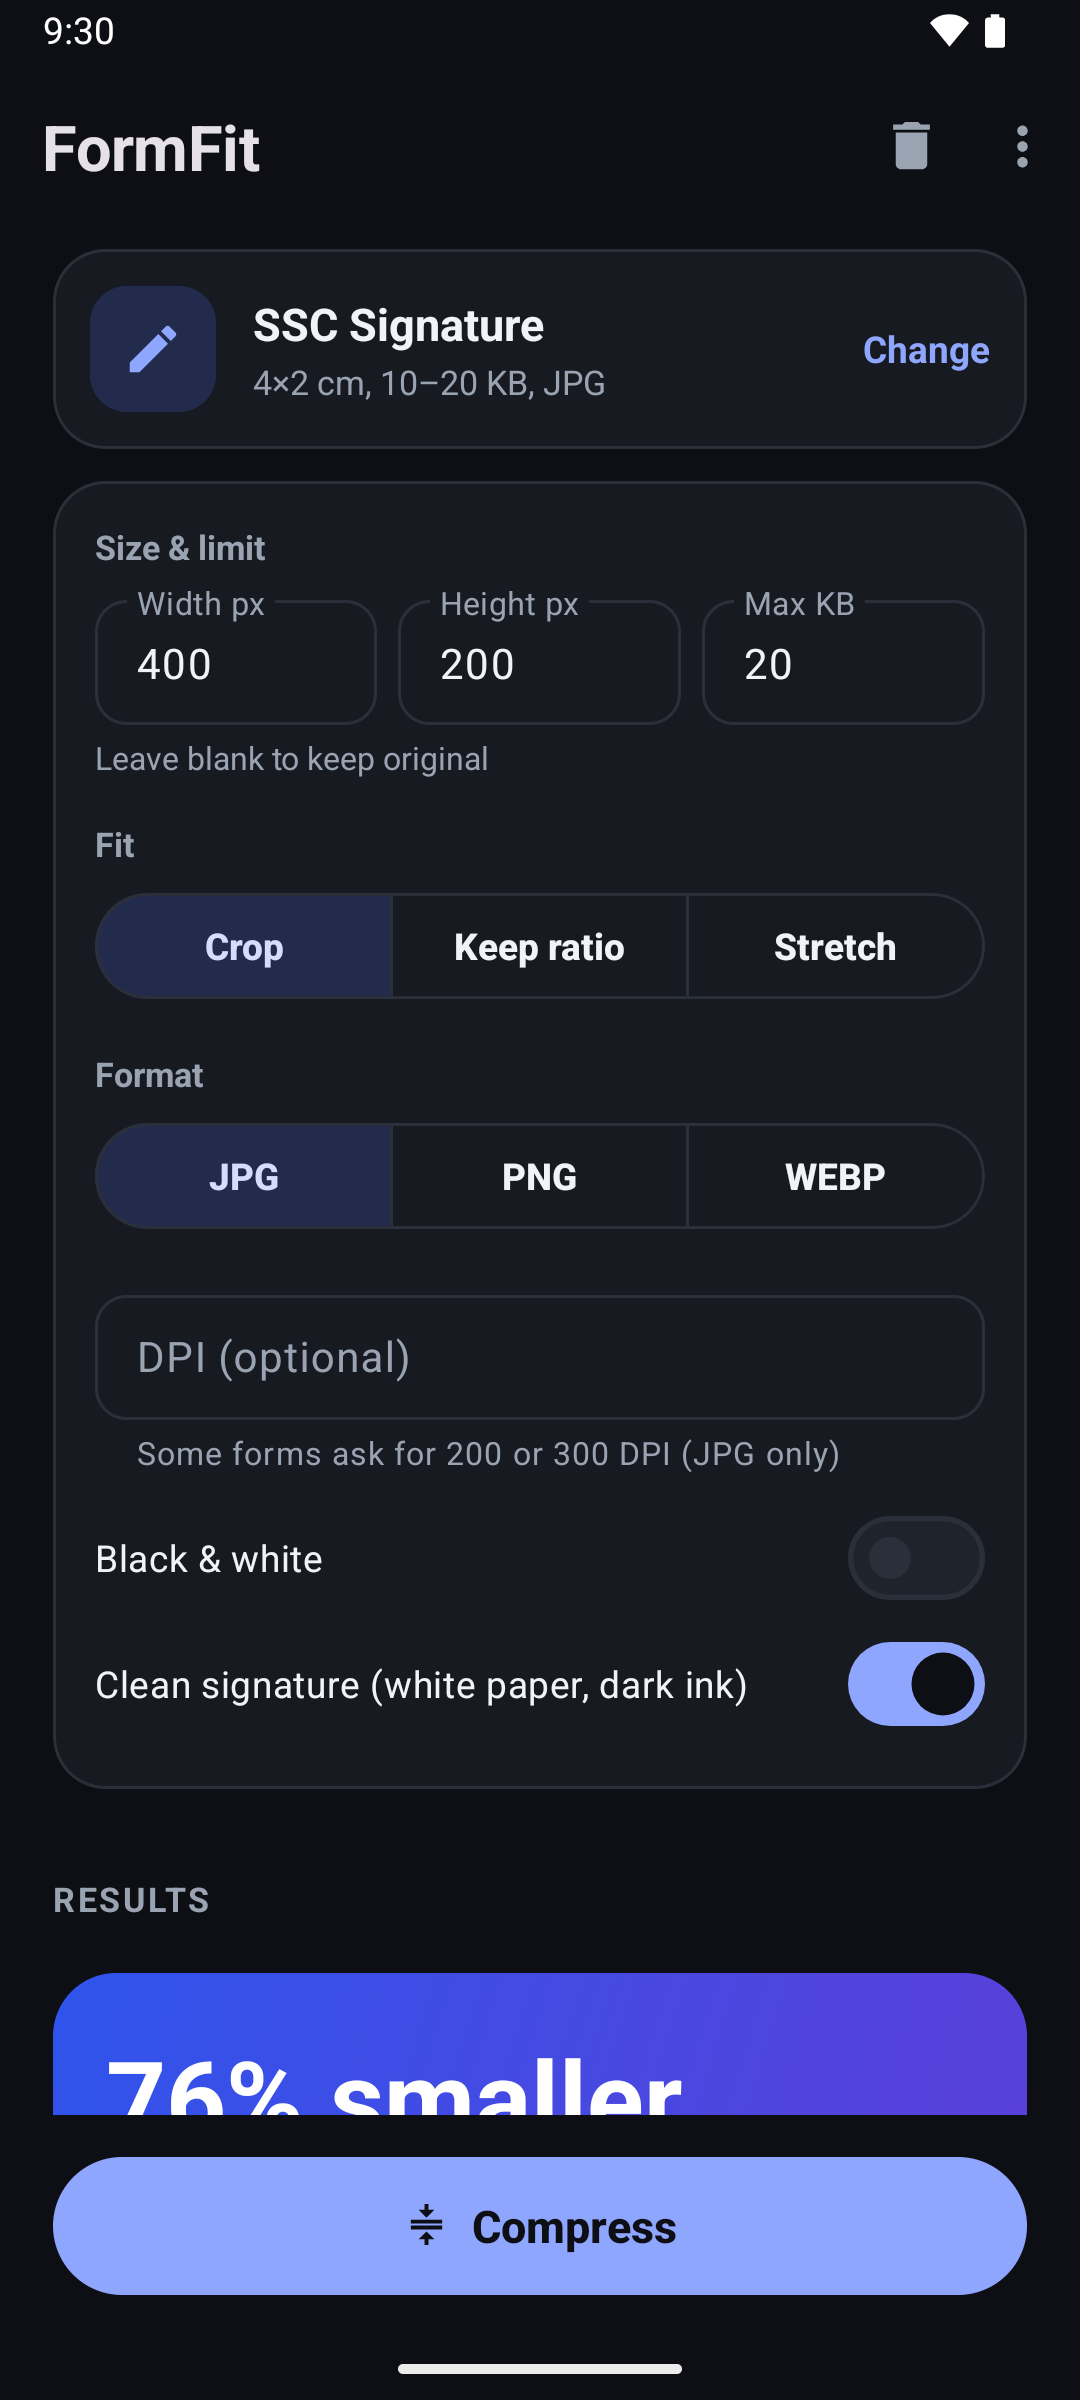 9:30
FormFit
SSC Signature
4×2 cm, 10–20 KB, JPG
Change
Size & limit
Width px
Height px
Max KB
400
200
20
Leave blank to keep original
Fit
Crop
Keep ratio
Stretch
Format
JPG
PNG
WEBP
DPI (optional)
Some forms ask for 200 or 300 DPI (JPG only)
Black & white
Clean signature (white paper, dark ink)
RESULTS
76% smaller
Compress